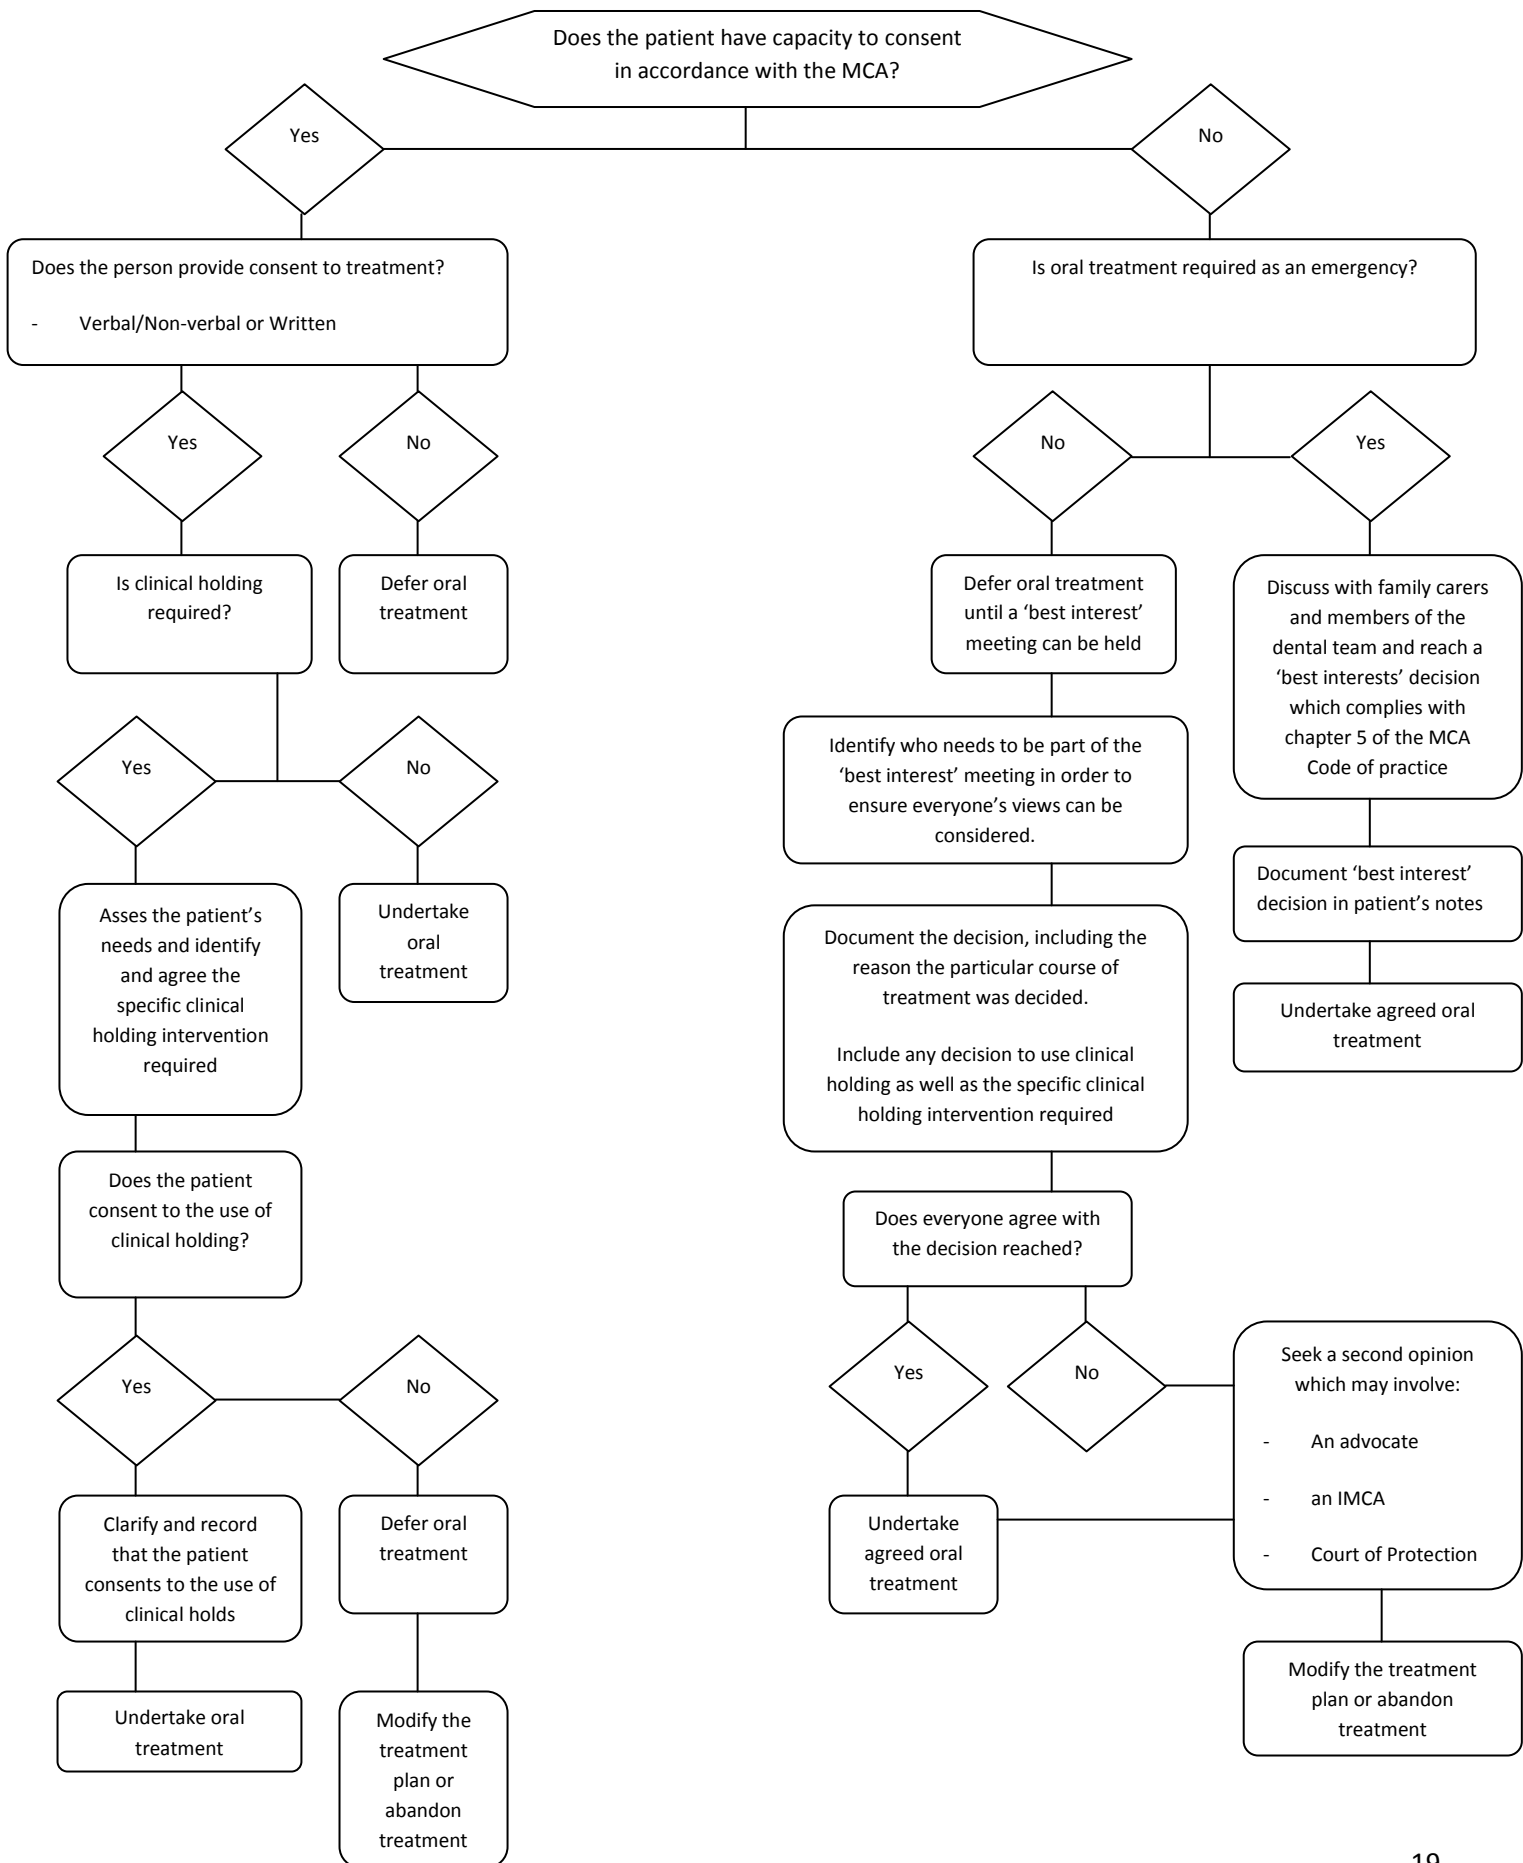 Does the patient have capacity to consent
in accordance with the MCA?
Yes
No
Does the person provide consent to treatment?
- Verbal/Non-verbal or Written
Is oral treatment required as an emergency?
Yes
No
No
Yes
Is clinical holding
required?
Defer oral
treatment
Defer oral treatment
until a ‘best interest’
meeting can be held
Discuss with family carers
and members of the
dental team and reach a
‘best interests’ decision
which complies with
chapter 5 of the MCA
Code of practice
Yes
No
Identify who needs to be part of the
‘best interest’ meeting in order to
ensure everyone’s views can be
considered.
Document ‘best interest’
decision in patient’s notes
Asses the patient’s
needs and identify
and agree the
specific clinical
holding intervention
required
Undertake
oral
treatment
Document the decision, including the
reason the particular course of
treatment was decided.
Include any decision to use clinical
holding as well as the specific clinical
holding intervention required
Undertake agreed oral
treatment
Does the patient
consent to the use of
clinical holding?
Does everyone agree with
the decision reached?
Yes
No
Yes
No
Seek a second opinion
which may involve:
- An advocate
- an IMCA
- Court of Protection
Clarify and record
that the patient
consents to the use of
clinical holds
Defer oral
treatment
Undertake
agreed oral
treatment
Modify the treatment
plan or abandon
treatment
Undertake oral
treatment
Modify the
treatment
plan or
abandon
treatment
19